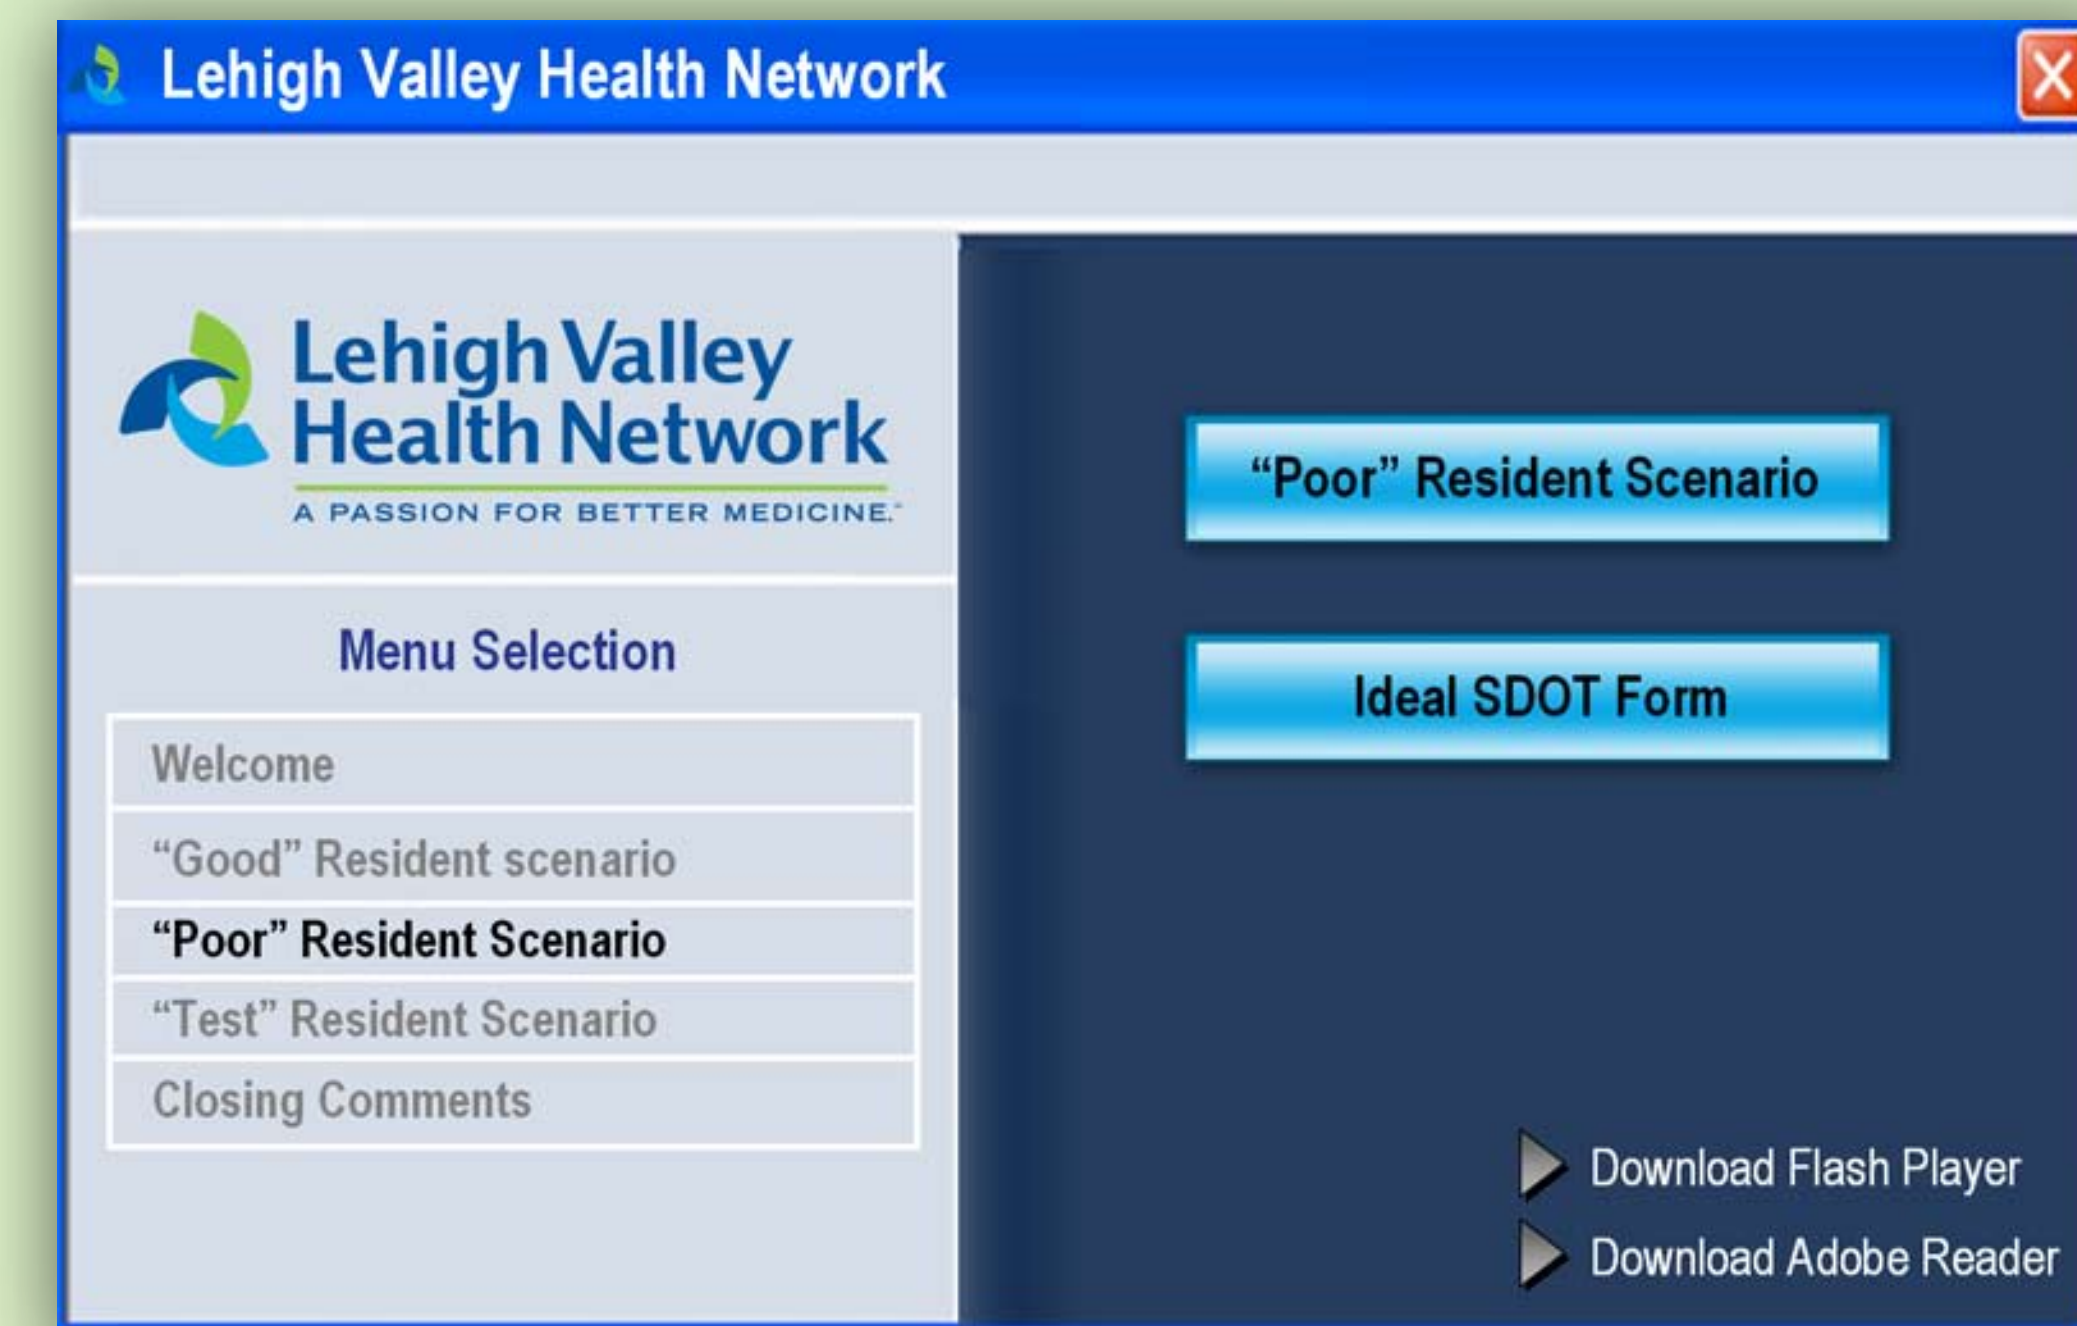 Lehigh Valley Health Network
Lehigh Valley
Health Network
A PASSION FOR BETTER MEDICINE.™
Menu Selection
Welcome
“Good” Resident scenario
“Poor” Resident Scenario
“Test” Resident Scenario
Closing Comments
“Poor” Resident Scenario
Ideal SDOT Form
Download Flash Player
Download Adobe Reader